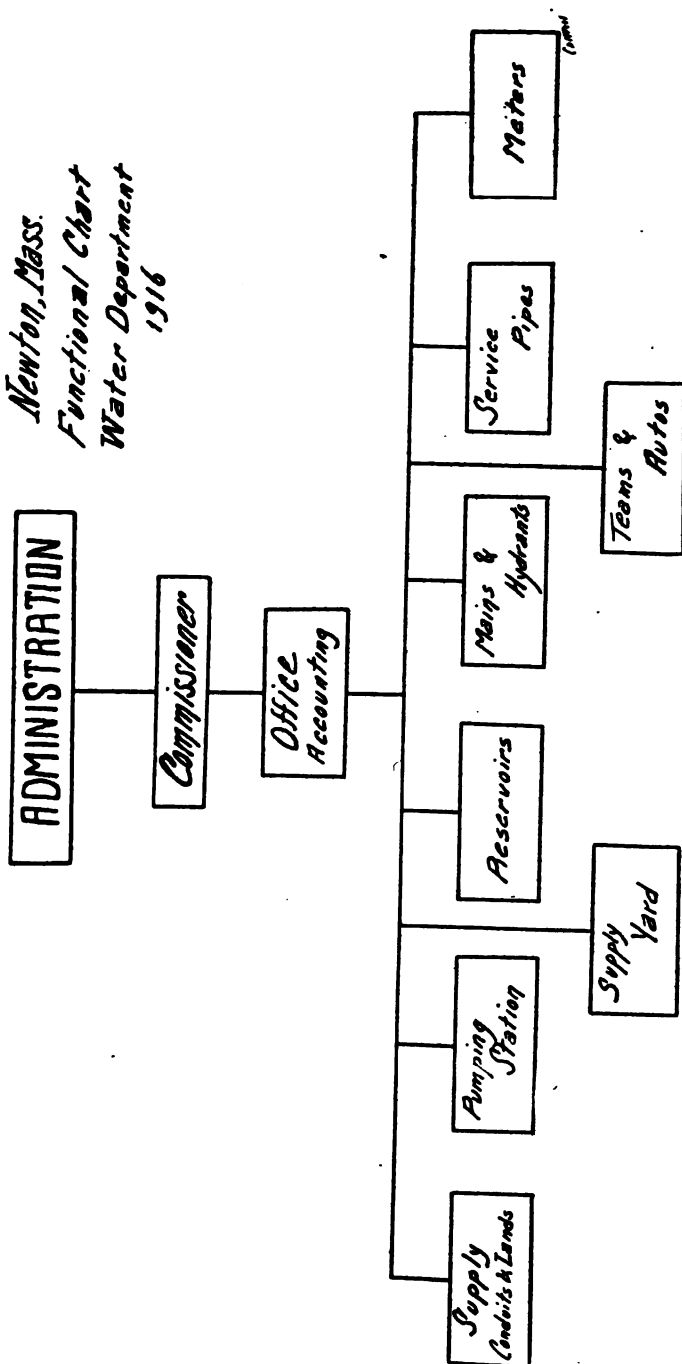 Newton, Mass.
Functional Chart
Water Department
1916
ADMINISTRATION
Commissioner
Office
Accounting
Supply
Conduits & Lands
Pumping
Station
Reservoirs
Mains &
Hydrants
Service
Pipes
Meters
Supply
Yard
Teams &
Autos